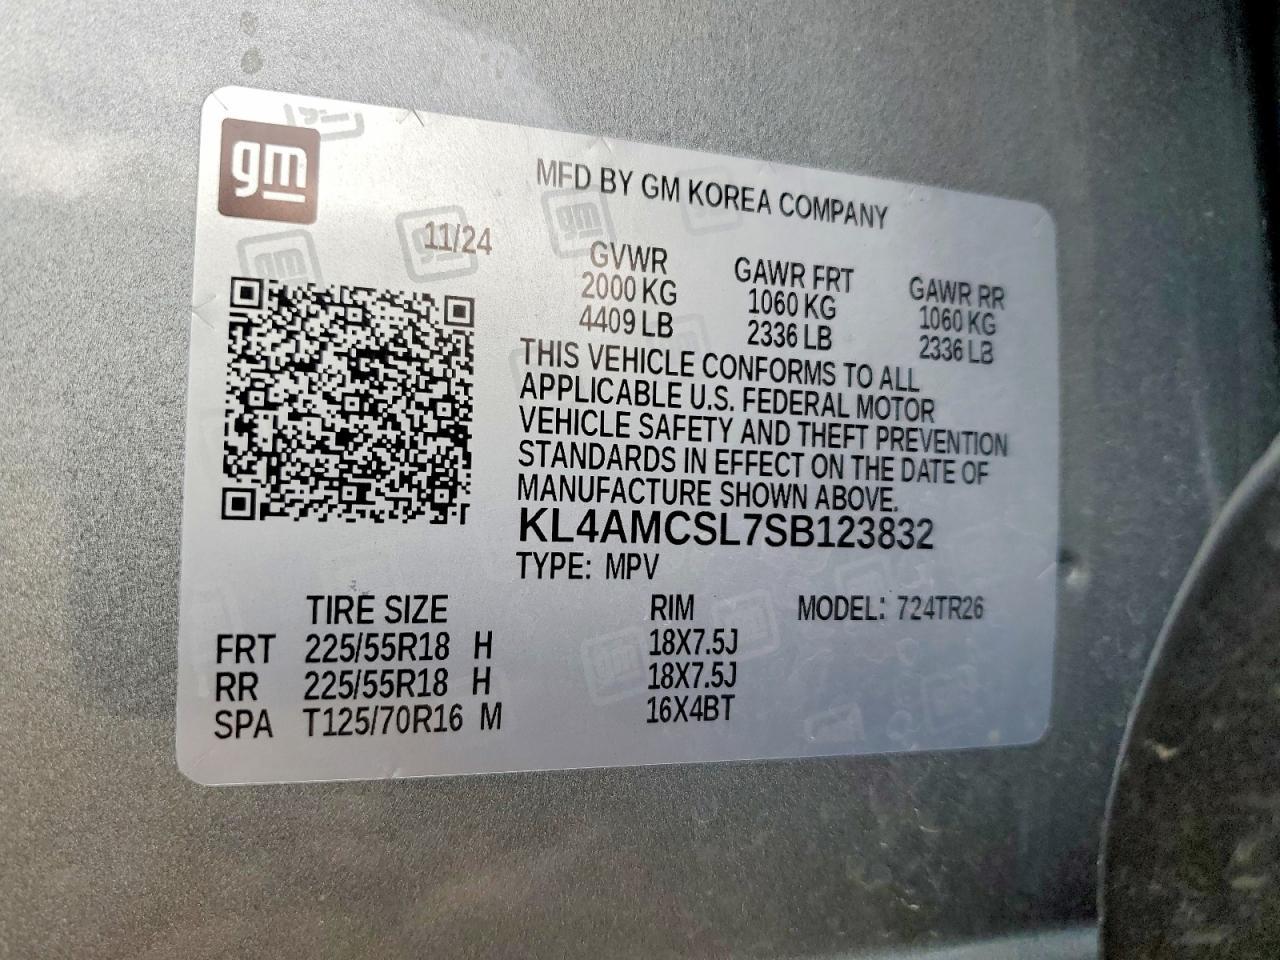 gm
MFD BY GM KOREA COMPANY
11/24
GVWR GAWR FRT GAWR RR
2000 KG 1060 KG 1060 KG
4409 LB 2336 LB 2336 LB
THIS VEHICLE CONFORMS TO ALL
APPLICABLE U.S. FEDERAL MOTOR
VEHICLE SAFETY AND THEFT PREVENTION
STANDARDS IN EFFECT ON THE DATE OF
MANUFACTURE SHOWN ABOVE.
KL4AMCSL7SB123832
TYPE: MPV
TIRE SIZE RIM MODEL: 724TR26
FRT 225/55R18 H 18X7.5J
RR 225/55R18 H 18X7.5J
SPA T125/70R16 M 16X4BT